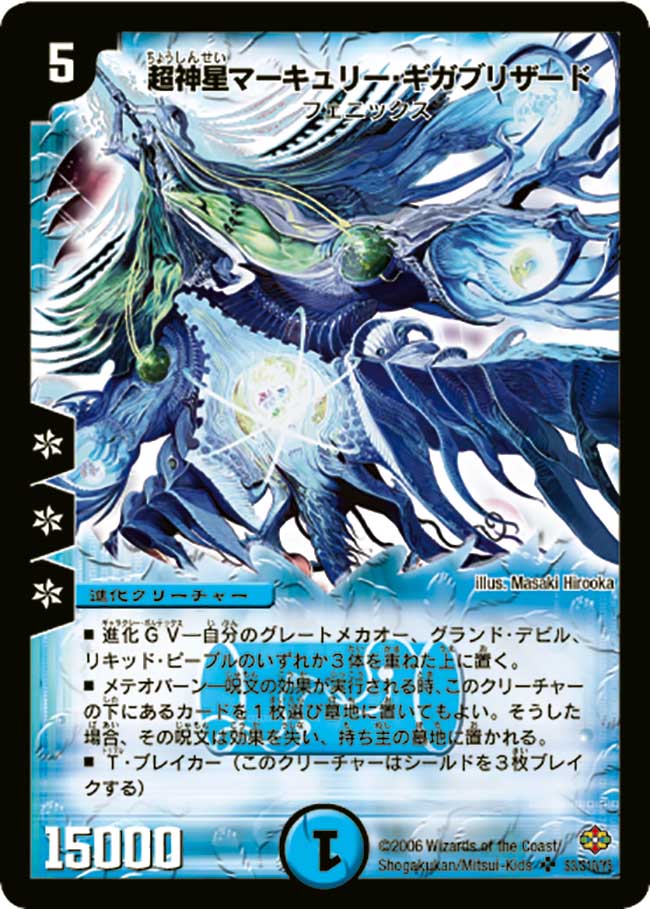 5
超神星マーキュリー・ギガブリザード
フェニックス
illus. Masaki Hirooka
進化クリーチャー
■ 進化GV―自分のグレートメカオー、グランド・デビル、
リキッド・ピープルのいずれか３体を重ねた上に置く。
■ メテオバーン―呪文の効果が実行される時、このクリーチャー
の下にあるカードを１枚選び墓地に置いてもよい。そうした
場合、その呪文は効果を失い、持ち主の墓地に置かれる。
■ T・ブレイカー（このクリーチャーはシールドを３枚ブレイ
クする）
15000
1
©2006 Wizards of the Coast/
Shogakukan/Mitsui-Kids
S3/S10/Y5